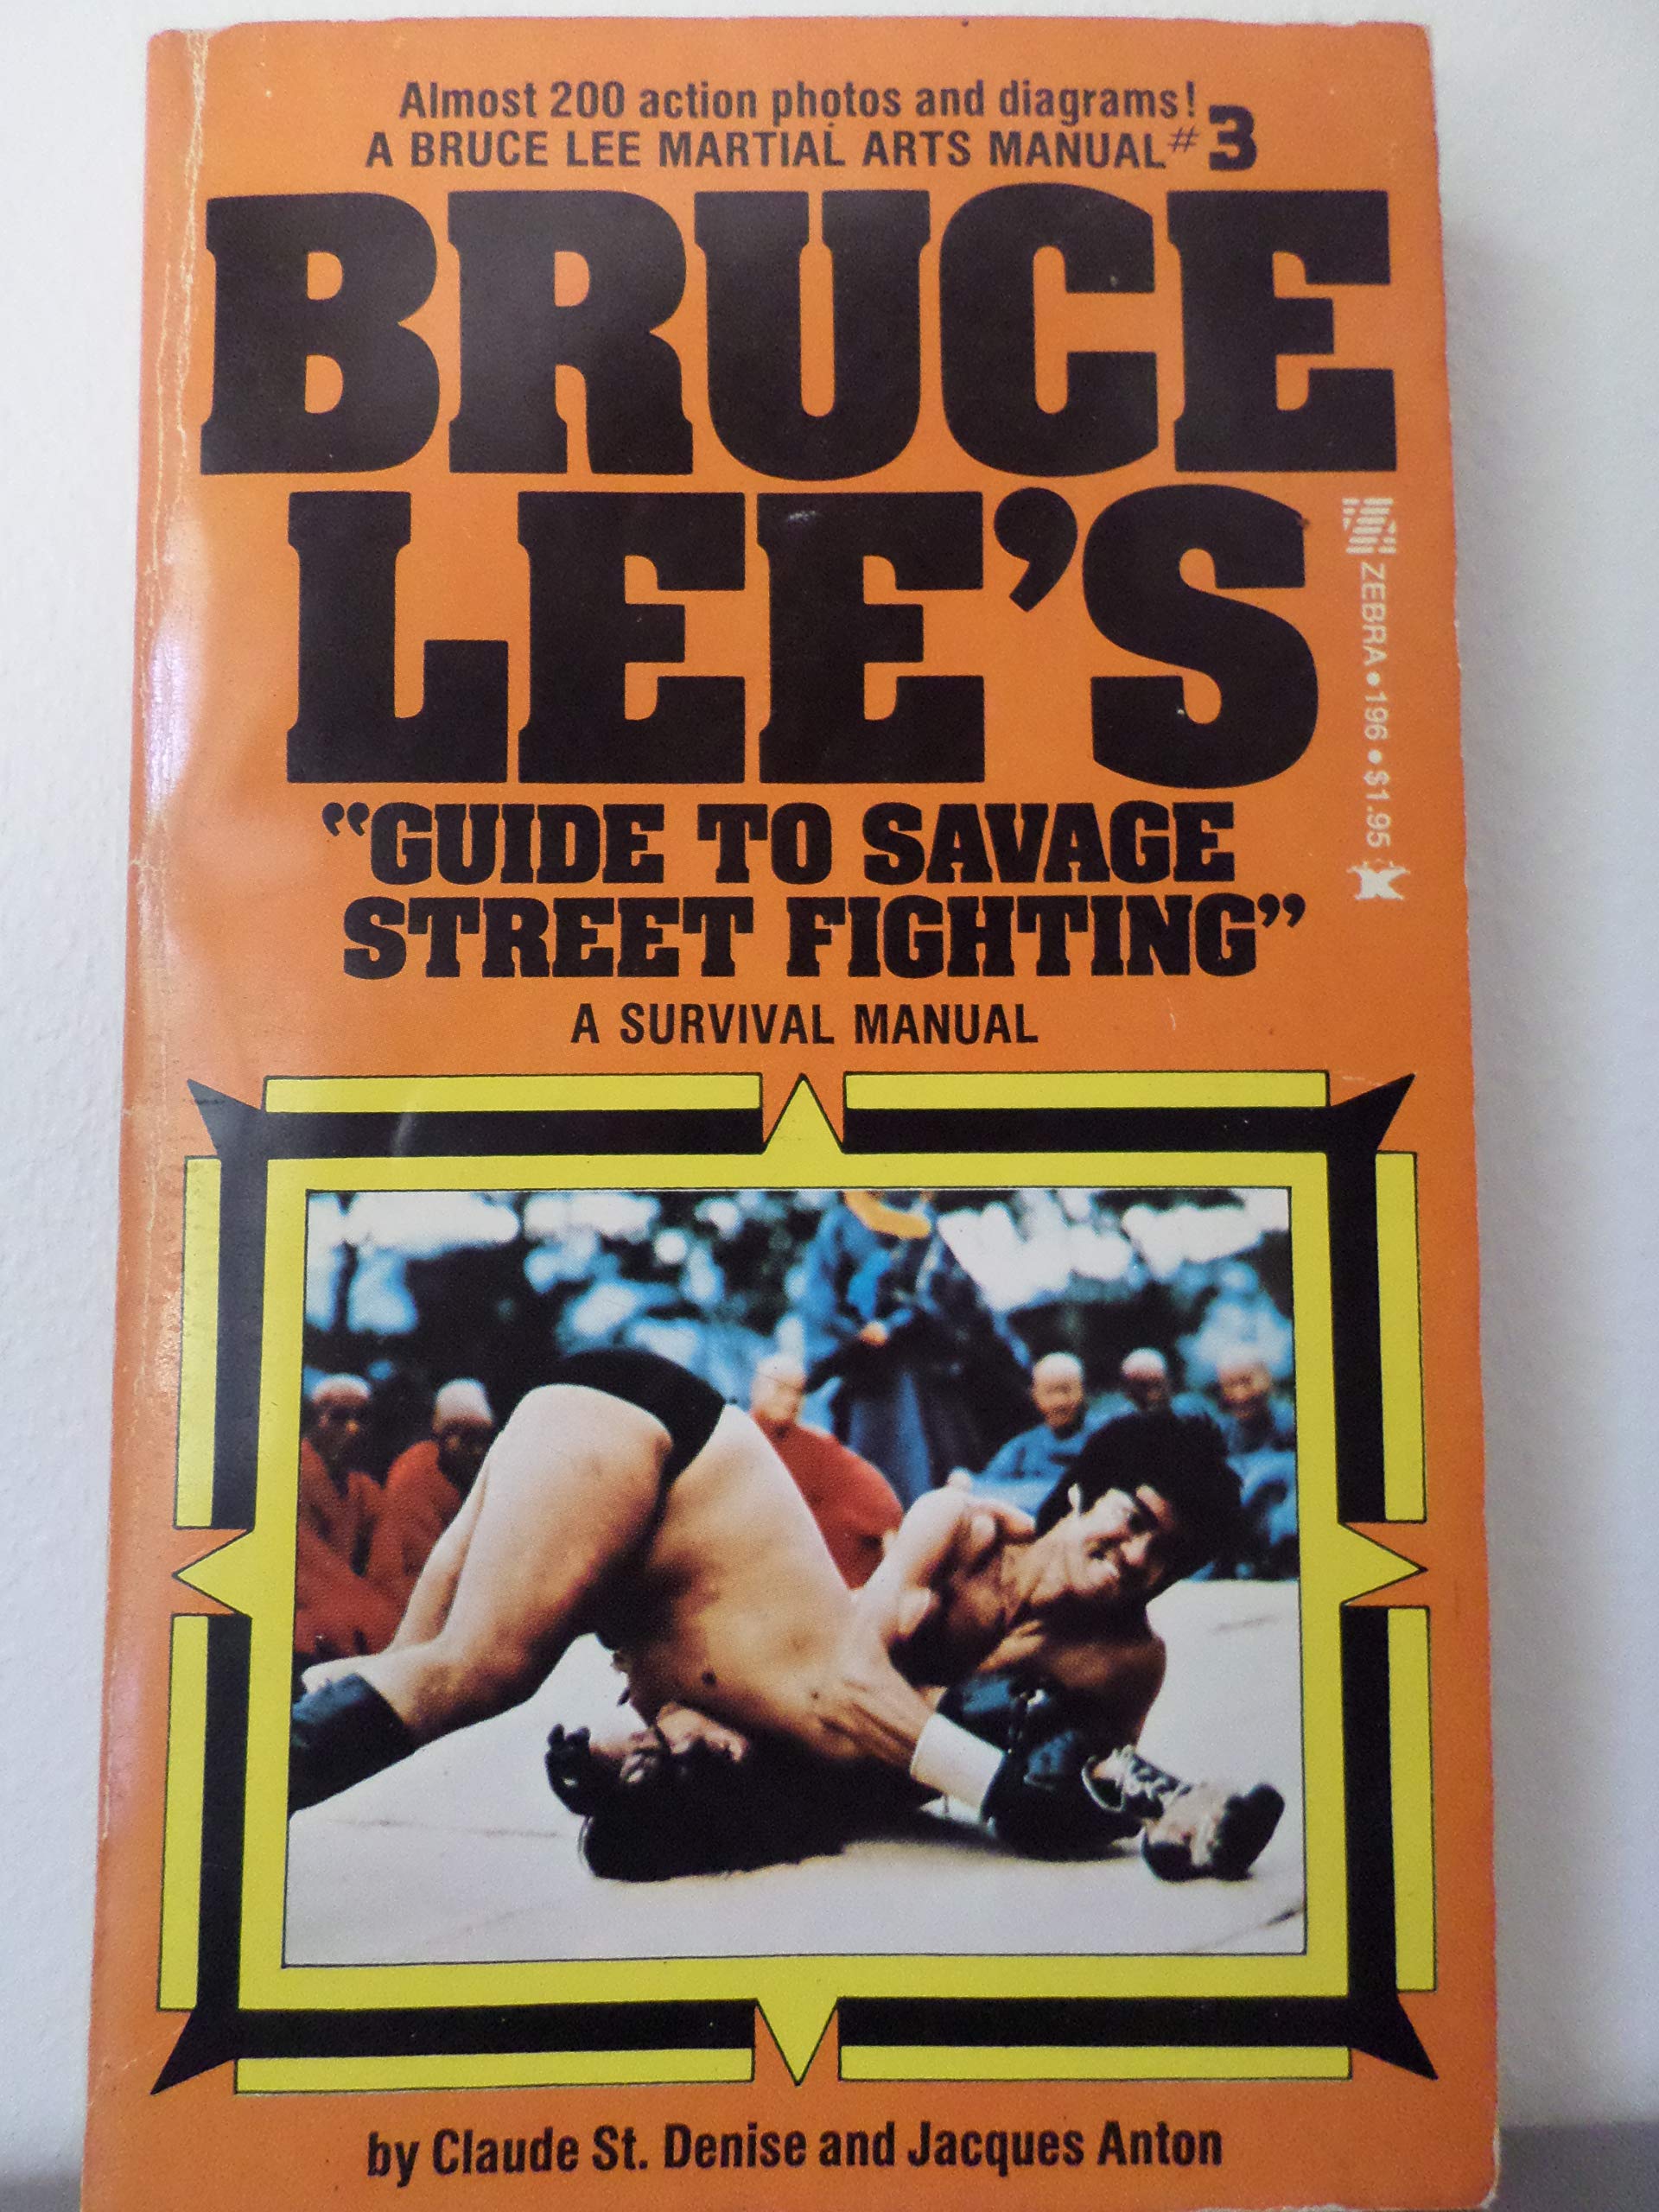 Almost 200 action photos and diagrams!
A BRUCE LEE MARTIAL ARTS MANUAL #3
BRUCE
LEE’S
“GUIDE TO SAVAGE
STREET FIGHTING”
A SURVIVAL MANUAL
ZEBRA • 196 • $1.95 K
by Claude St. Denise and Jacques Anton